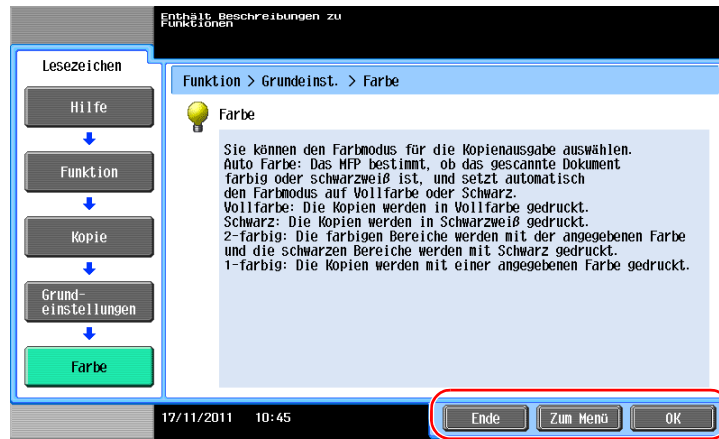 Enthält Beschreibungen zu
Funktionen
Lesezeichen
Hilfe
Funktion
Kopie
Grund-
einstellungen
Farbe
Funktion > Grundeinst. > Farbe
Farbe
Sie können den Farbmodus für die Kopienausgabe auswählen.
Auto Farbe: Das MFP bestimmt, ob das gescannte Dokument
farbig oder schwarzweiß ist, und setzt automatisch
den Farbmodus auf Vollfarbe oder Schwarz.
Vollfarbe: Die Kopien werden in Vollfarbe gedruckt.
Schwarz: Die Kopien werden in Schwarzweiß gedruckt.
2-farbig: Die farbigen Bereiche werden mit der angegebenen Farbe
und die schwarzen Bereiche werden mit Schwarz gedruckt.
1-farbig: Die Kopien werden mit einer angegebenen Farbe gedruckt.
17/11/2011 10:45
Ende
Zum Menü
OK